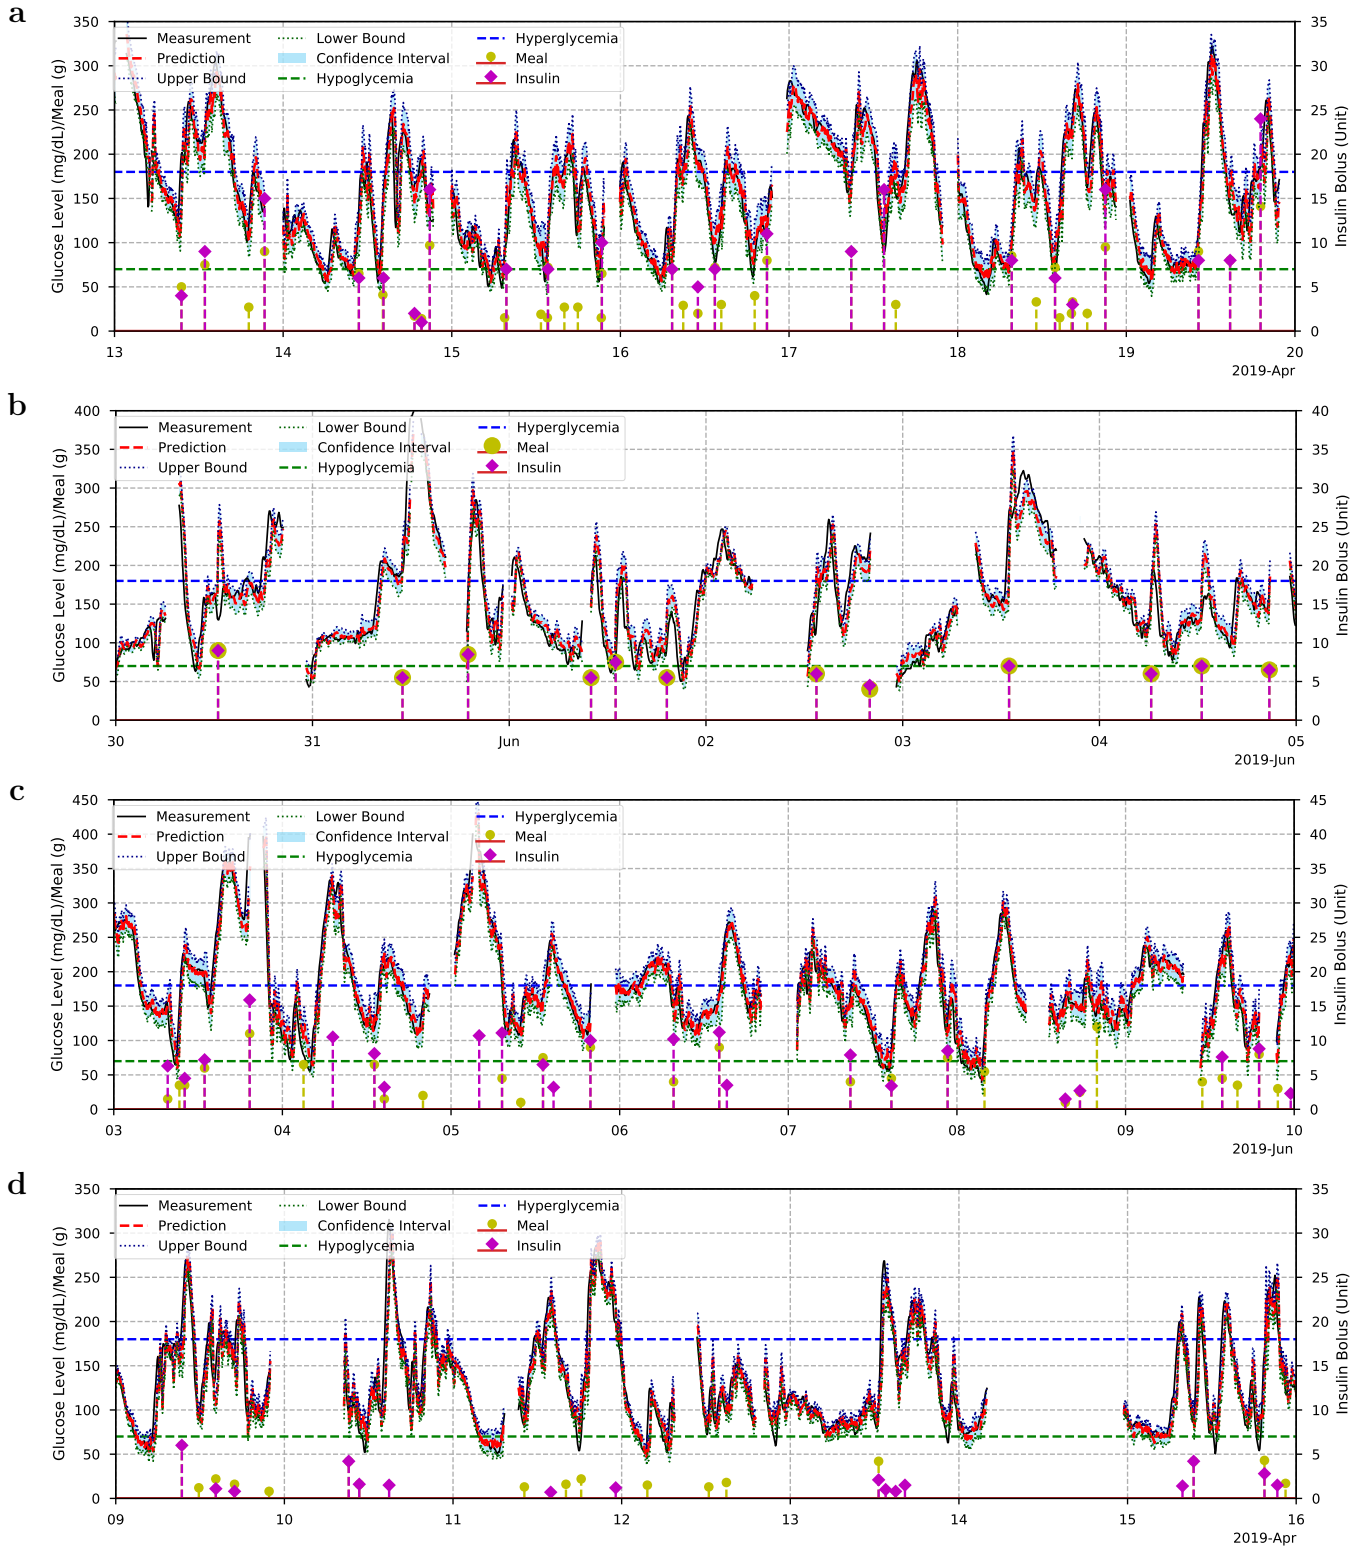 a
350
300
250
200
150
100
50
0
Glucose Level (mg/dL)/Meal (g)
Measurement
Prediction
Upper Bound
Lower Bound
Confidence Interval
Hypoglycemia
Hyperglycemia
Meal
Insulin
35
30
25
20
15
10
5
0
Insulin Bolus (Unit)
13 14 15 16 17 18 19 20
2019-Apr
b
400
350
300
250
200
150
100
50
0
Glucose Level (mg/dL)/Meal (g)
Measurement
Prediction
Upper Bound
Lower Bound
Confidence Interval
Hypoglycemia
Hyperglycemia
Meal
Insulin
40
35
30
25
20
15
10
5
0
Insulin Bolus (Unit)
30 31 Jun 02 03 04 05
2019-Jun
c
450
400
350
300
250
200
150
100
50
0
Glucose Level (mg/dL)/Meal (g)
Measurement
Prediction
Upper Bound
Lower Bound
Confidence Interval
Hypoglycemia
Hyperglycemia
Meal
Insulin
45
40
35
30
25
20
15
10
5
0
Insulin Bolus (Unit)
03 04 05 06 07 08 09 10
2019-Jun
d
350
300
250
200
150
100
50
0
Glucose Level (mg/dL)/Meal (g)
Measurement
Prediction
Upper Bound
Lower Bound
Confidence Interval
Hypoglycemia
Hyperglycemia
Meal
Insulin
35
30
25
20
15
10
5
0
Insulin Bolus (Unit)
09 10 11 12 13 14 15 16
2019-Apr